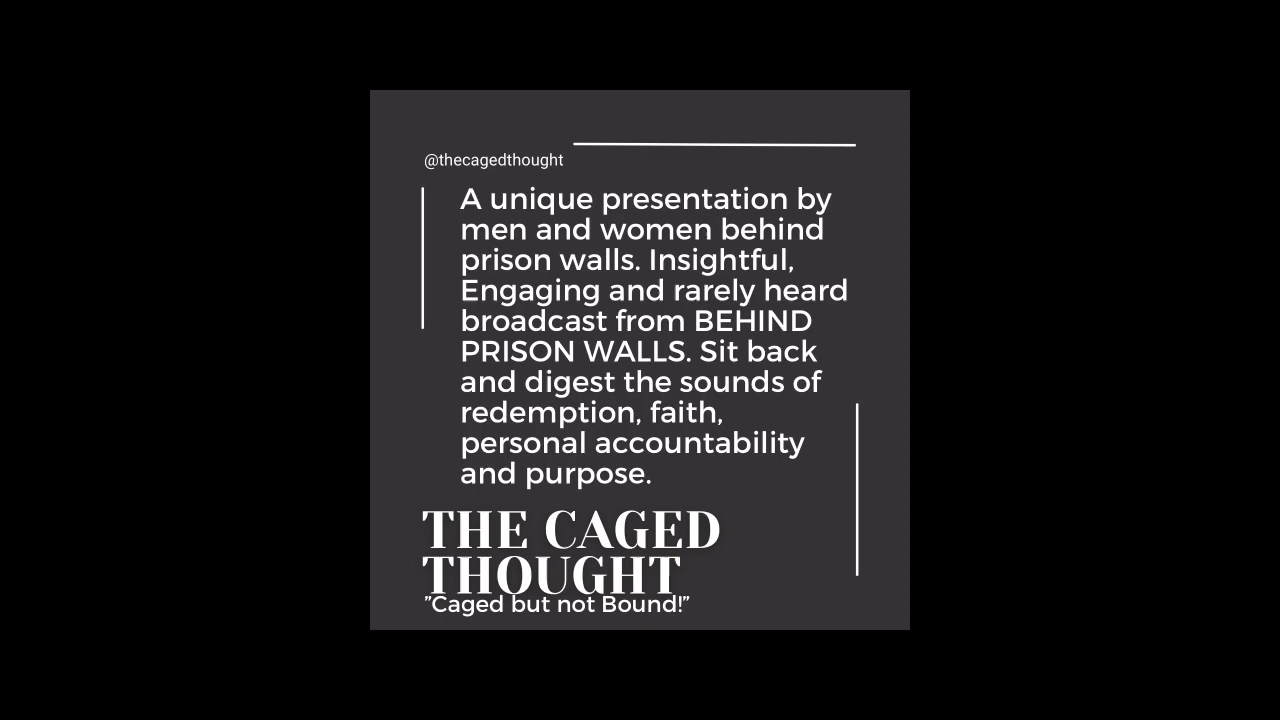 @thecagedthought
A unique presentation by
men and women behind
prison walls. Insightful,
Engaging and rarely heard
broadcast from BEHIND
PRISON WALLS. Sit back
and digest the sounds of
redemption, faith,
personal accountability
and purpose.
THE CAGED
THOUGHT
”Caged but not Bound!”